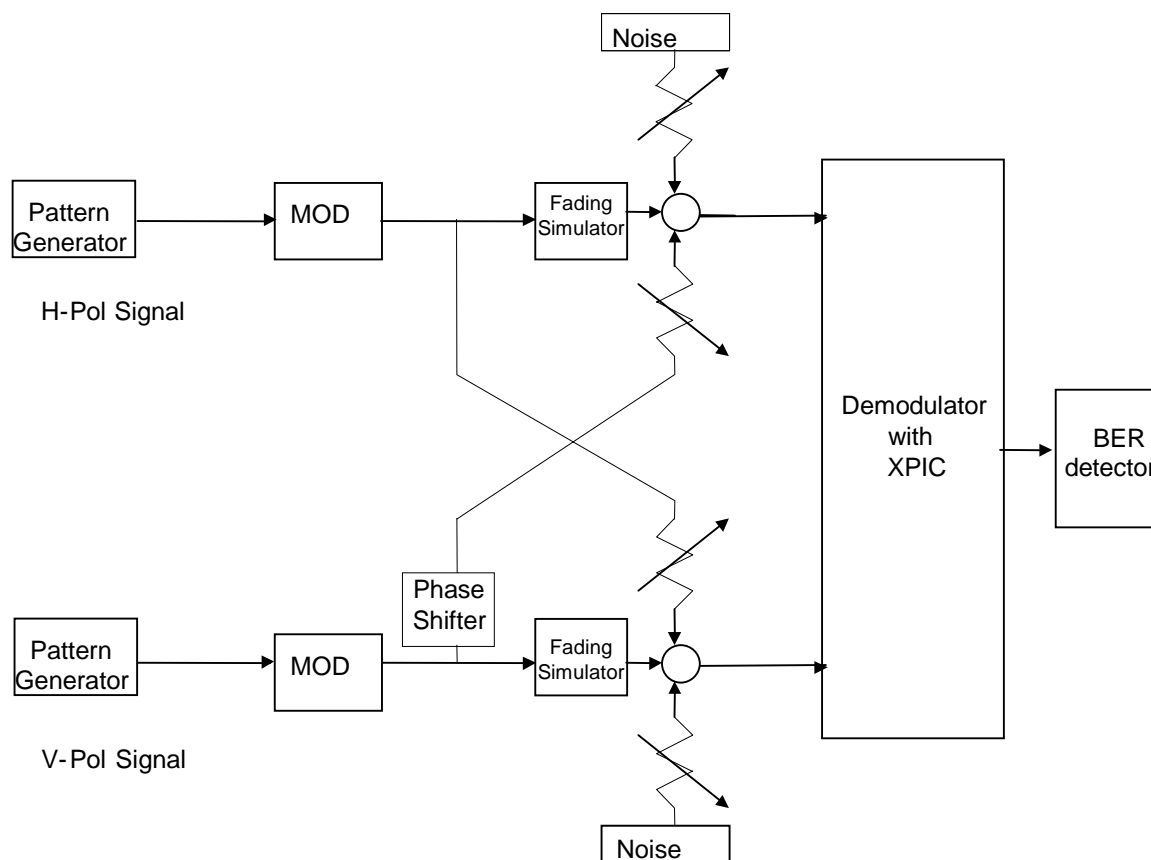 Noise
Pattern
Generator
MOD
Fading
Simulator
H-Pol Signal
Demodulator
with
XPIC
BER
detector
Phase
Shifter
Pattern
Generator
MOD
Fading
Simulator
V-Pol Signal
Noise